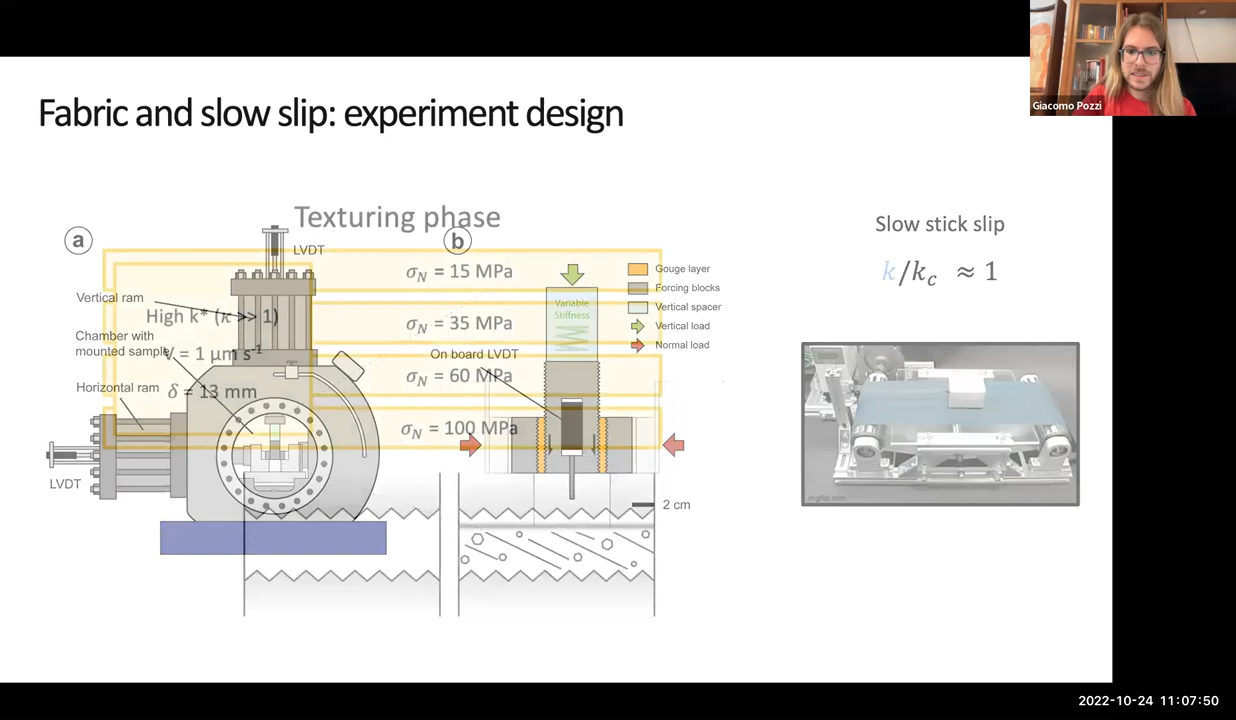 Giacomo Pozzi
Fabric and slow slip: experiment design
Texturing phase
a
LVDT
b
σN = 15 MPa
σN = 35 MPa
σN = 60 MPa
σN = 100 MPa
Vertical ram
High k* (κ >> 1)
Chamber with
mounted sample
V = 1 μm s-1
Horizontal ram
δ = 13 mm
LVDT
On board LVDT
Variable
Stiffness
Gouge layer
Forcing blocks
Vertical spacer
Vertical load
Normal load
2 cm
Slow stick slip
k/kc ≈ 1
imgflip.com
2022-10-24 11:07:50